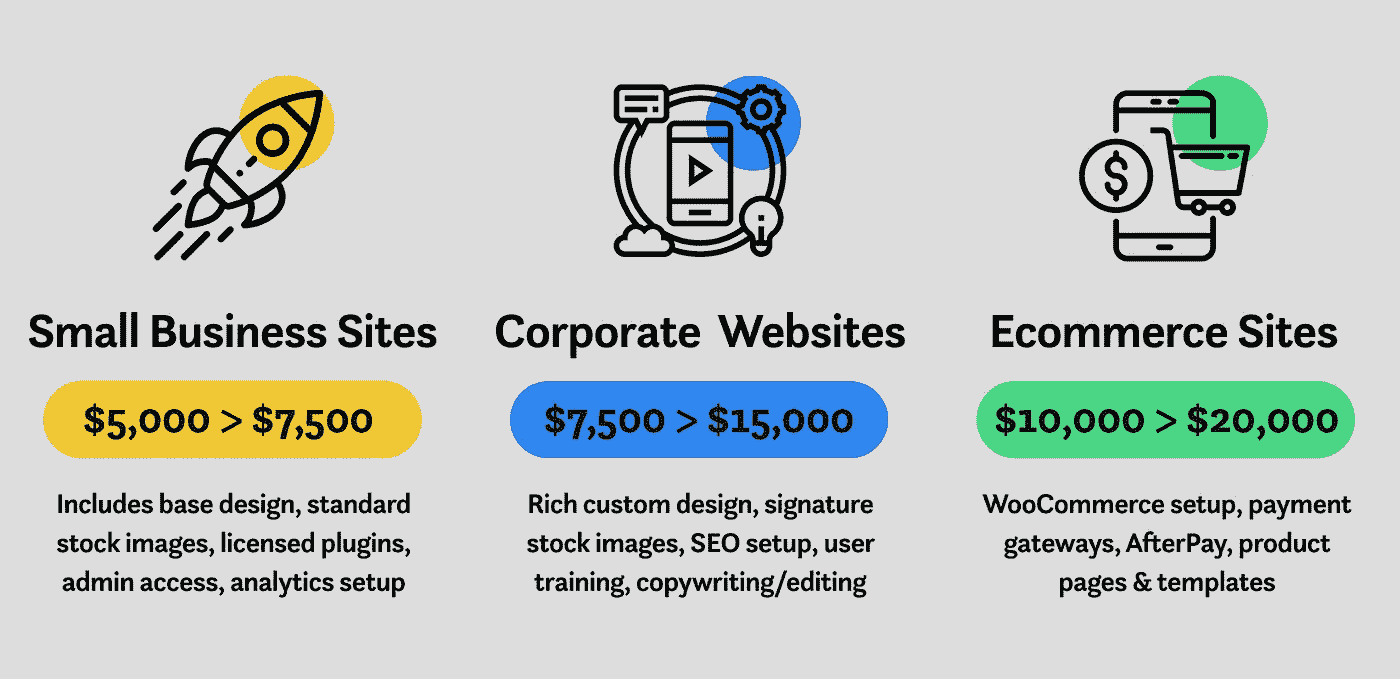 Small Business Sites
$5,000 > $7,500
Includes base design, standard
stock images, licensed plugins,
admin access, analytics setup
Corporate Websites
$7,500 > $15,000
Rich custom design, signature
stock images, SEO setup, user
training, copywriting/editing
Ecommerce Sites
$
$10,000 > $20,000
WooCommerce setup, payment
gateways, AfterPay, product
pages & templates